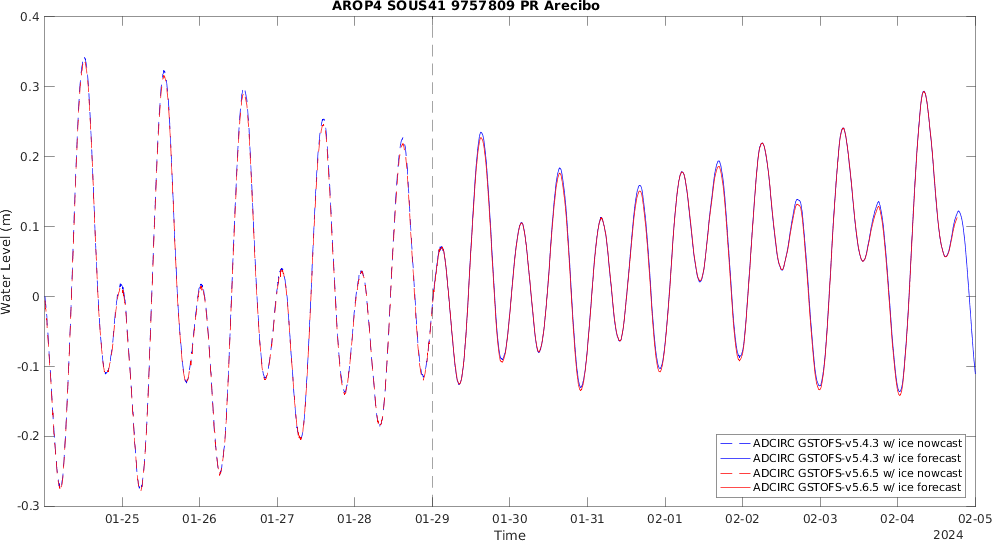 AROP4 SOUS41 9757809 PR Arecibo
0.4
0.3
0.2
0.1
0
-0.1
-0.2
-0.3
Water Level (m)
ADCIRC GSTOFS-v5.4.3 w/ ice nowcast
ADCIRC GSTOFS-v5.4.3 w/ ice forecast
ADCIRC GSTOFS-v5.6.5 w/ ice nowcast
ADCIRC GSTOFS-v5.6.5 w/ ice forecast
01-25 01-26 01-27 01-28 01-29 01-30 01-31 02-01 02-02 02-03 02-04 02-05
Time
2024